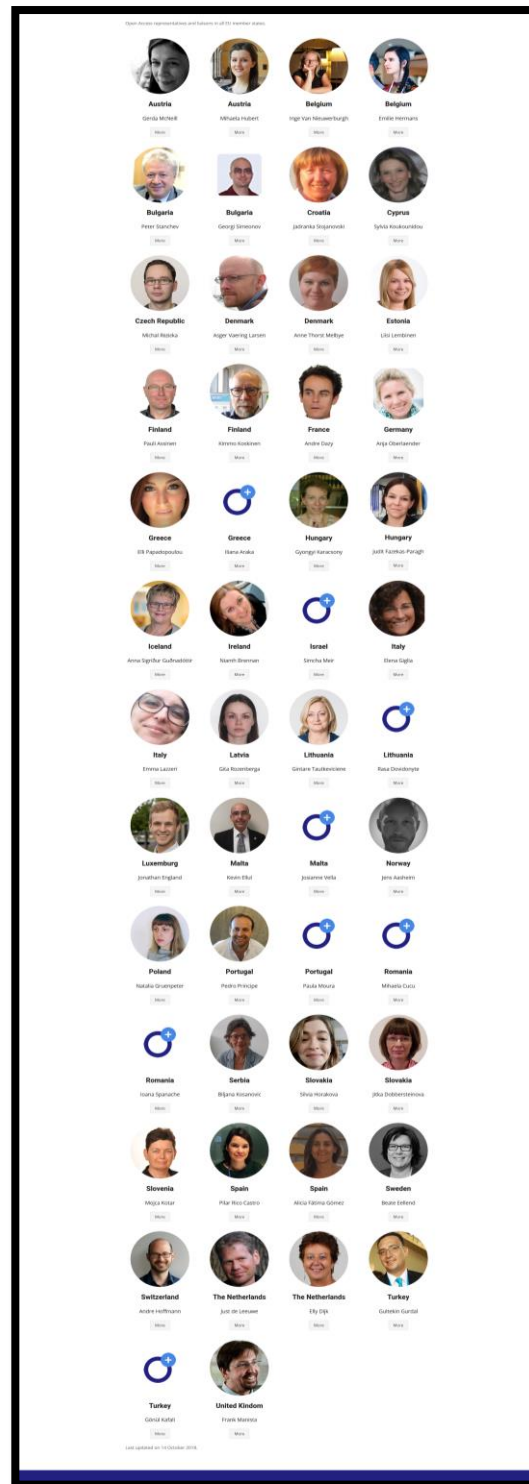 Open Access representatives and liaisons in all EU member states
Austria Austria Belgium Belgium
Gerda McNeill Mihaela Hubert Inge Van Nieuwerburgh Emilie Hermans
More More More More
Bulgaria Bulgaria Croatia Cyprus
Peter Stanchev Georgi Simeonov Jadranka Stojanovski Sylvia Koukounidou
More More More More
Czech Republic Denmark Denmark Estonia
Michal Růžička Asger Vaering Larsen Anne Thorst Melbye Liisi Lembinen
More More More More
Finland Finland France Germany
Pauli Assinen Kimmo Koskinen Andre Dazy Anja Oberlaender
More More More More
Greece Greece Hungary Hungary
Elli Papadopoulou Iliana Araka Gyongyi Karacsony Judit Fazekas-Paragh
More More More More
Iceland Ireland Israel Italy
Anna Sigríður Guðnadóttir Niamh Brennan Simcha Meir Elena Giglia
More More More More
Italy Latvia Lithuania Lithuania
Emma Lazzeri Gita Rozenberga Gintare Tautkeviciene Rasa Dovidonyte
More More More More
Luxemburg Malta Malta Norway
Jonathan England Kevin Ellul Josianne Vella Jens Aasheim
More More More More
Poland Portugal Portugal Romania
Natalia Gruenpeter Pedro Príncipe Paula Moura Mihaela Cucu
More More More More
Romania Serbia Slovakia Slovakia
Ioana Spanache Biljana Kosanovic Silvia Horakova Jitka Dobbersteinova
More More More More
Slovenia Spain Spain Sweden
Mojca Kotar Pilar Rico Castro Alicia Fátima Gómez Beate Eellend
More More More More
Switzerland The Netherlands The Netherlands Turkey
Andre Hoffmann Just de Leeuwe Elly Dijk Gultekin Gurdal
More More More More
Turkey United Kindom
Gönül Kafalı Frank Manista
More More
Last updated on 14 October 2018